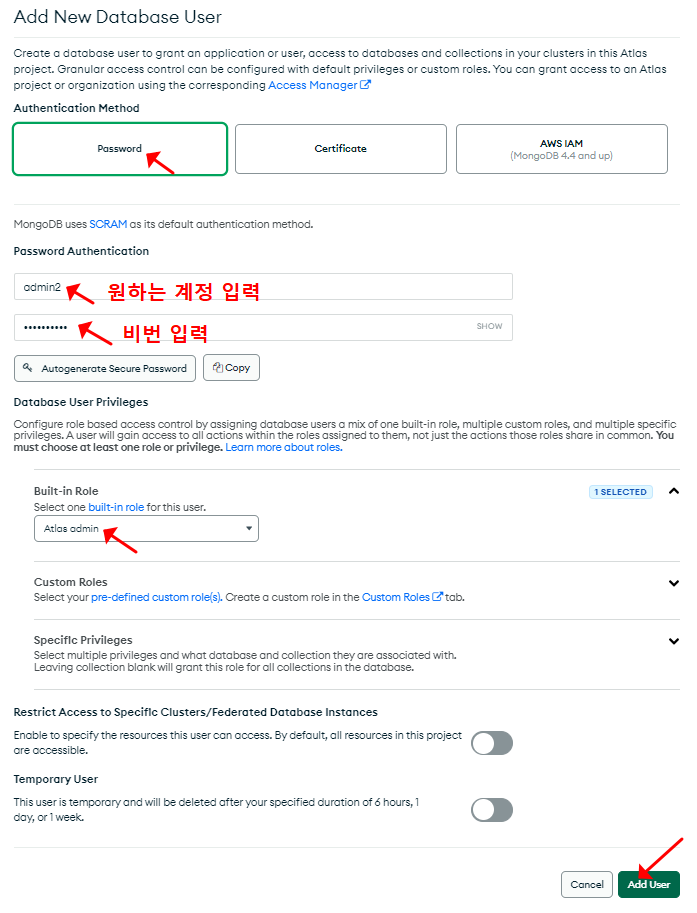 Add New Database User
Create a database user to grant an application or user, access to databases and collections in your clusters in this Atlas
project. Granular access control can be configured with default privileges or custom roles. You can grant access to an Atlas
project or organization using the corresponding Access Manager
Authentication Method
Password
Certificate
AWS IAM
(MongoDB 4.4 and up)
MongoDB uses SCRAM as its default authentication method.
Password Authentication
admin2
원하는 계정 입력
••••••••••
비번 입력
SHOW
Autogenerate Secure Password
Copy
Database User Privileges
Configure role based access control by assigning database users a mix of one built-in role, multiple custom roles, and multiple specific
privileges. A user will gain access to all actions within the roles assigned to them, not just the actions those roles share in common. You
must choose at least one role or privilege. Learn more about roles.
Built-in Role
1 SELECTED
Select one built-in role for this user.
Atlas admin
Custom Roles
Select your pre-defined custom role(s). Create a custom role in the Custom Roles tab.
Specific Privileges
Select multiple privileges and what database and collection they are associated with.
Leaving collection blank will grant this role for all collections in the database.
Restrict Access to Specific Clusters/Federated Database Instances
Enable to specify the resources this user can access. By default, all resources in this project
are accessible.
Temporary User
This user is temporary and will be deleted after your specified duration of 6 hours, 1
day, or 1 week.
Cancel
Add User